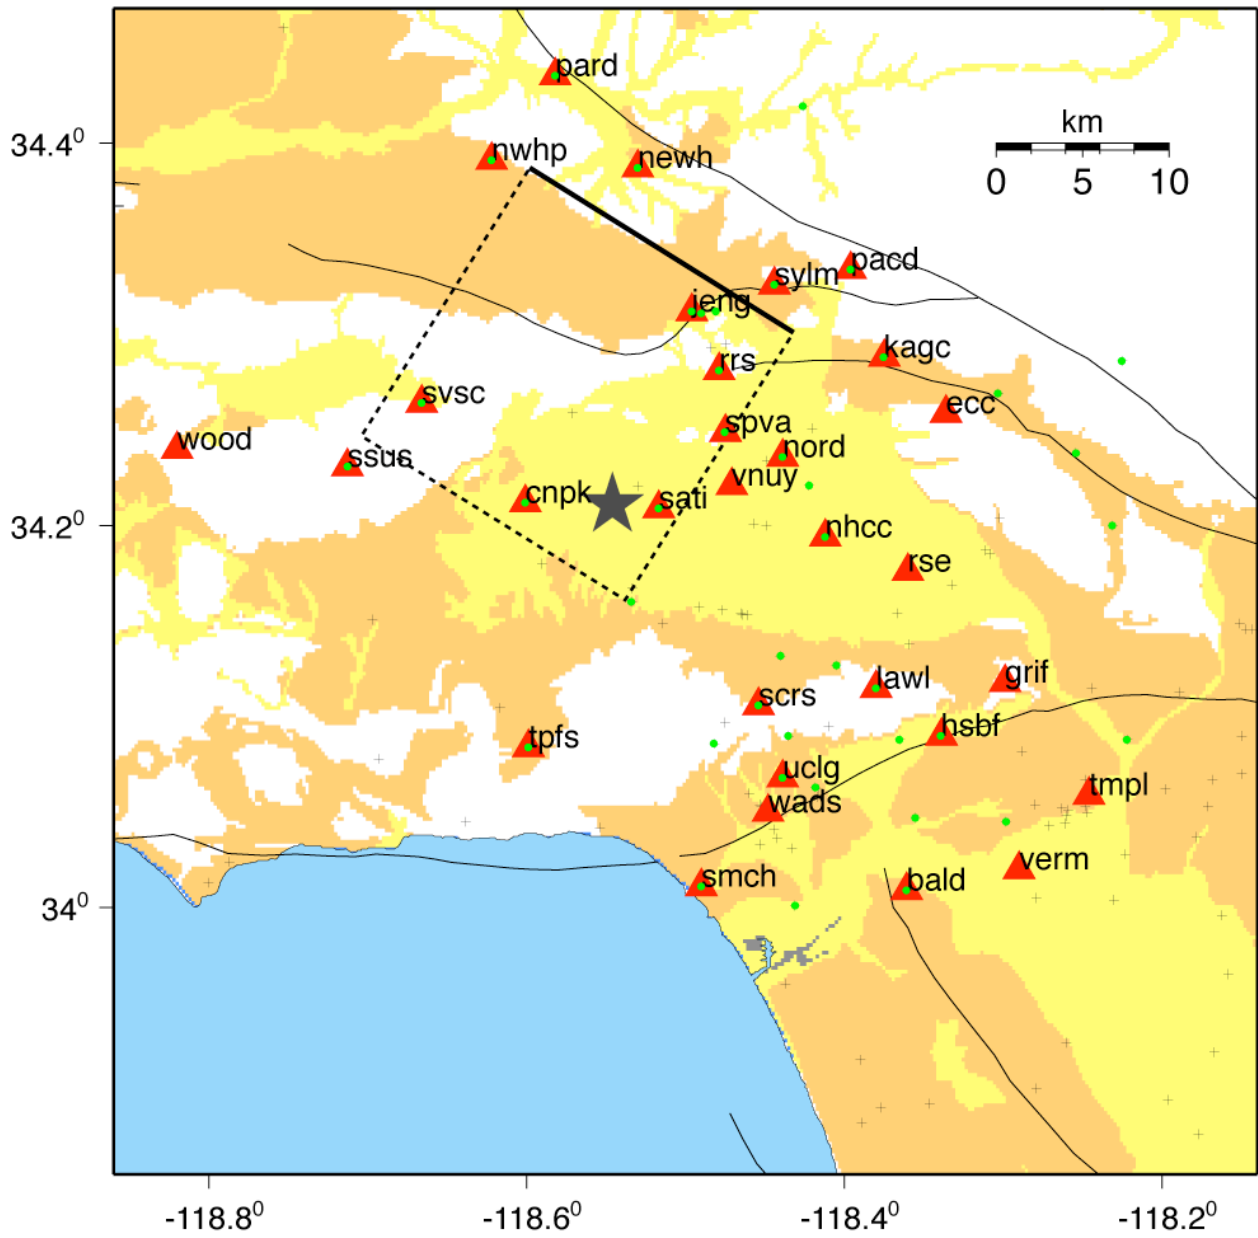 pard
km
34.4⁰
nwhp
newh
0 5 10
pacd
sylm
jeng
kagc
rrs
svsc
ecc
spva
wood
nord
ssus
vnuy
cnpk
sati
34.2⁰
nhcc
rse
grif
lawl
scrs
hsbf
tpfs
uclg
tmpl
wads
verm
smch
bald
34⁰
-118.8⁰ -118.6⁰ -118.4⁰ -118.2⁰